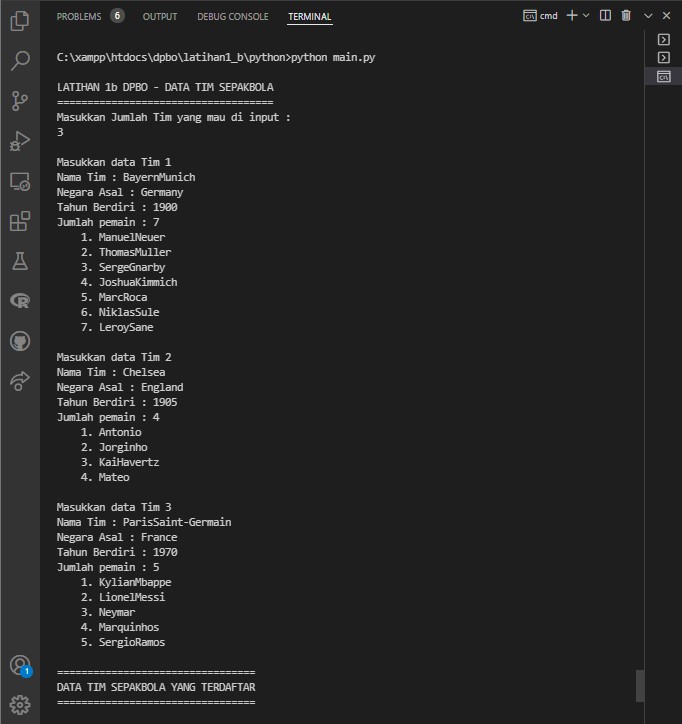 PROBLEMS 6 OUTPUT DEBUG CONSOLE TERMINAL cmd
C:\xampp\htdocs\dpbo\latihan1_b\python>python main.py
LATIHAN 1b DPBO - DATA TIM SEPAKBOLA
====================================
Masukkan Jumlah Tim yang mau di input :
3
Masukkan data Tim 1
Nama Tim : BayernMunich
Negara Asal : Germany
Tahun Berdiri : 1900
Jumlah pemain : 7
1. ManuelNeuer
2. ThomasMuller
3. SergeGnarby
4. JoshuaKimmich
5. MarcRoca
6. NiklasSule
7. LeroySane
Masukkan data Tim 2
Nama Tim : Chelsea
Negara Asal : England
Tahun Berdiri : 1905
Jumlah pemain : 4
1. Antonio
2. Jorginho
3. KaiHavertz
4. Mateo
Masukkan data Tim 3
Nama Tim : ParisSaint-Germain
Negara Asal : France
Tahun Berdiri : 1970
Jumlah pemain : 5
1. KylianMbappe
2. LionelMessi
3. Neymar
4. Marquinhos
5. SergioRamos
=================================
DATA TIM SEPAKBOLA YANG TERDAFTAR
=================================
R
1